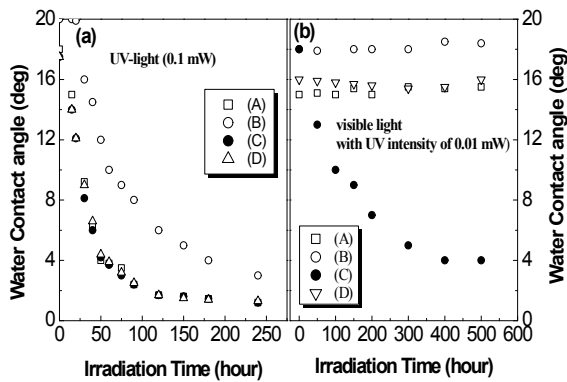 (a)
UV-light (0.1 mW)
(A)
(B)
(C)
(D)
20
16
12
8
4
0
0
50
100
150
200
250
Water Contact angle (deg)
Irradiation Time (hour)
(b)
visible light
with UV intensity of 0.01 mW)
(A)
(B)
(C)
(D)
20
16
12
8
4
0
0
100
200
300
400
500
600
Water Contact angle (deg)
Irradiation Time (hour)